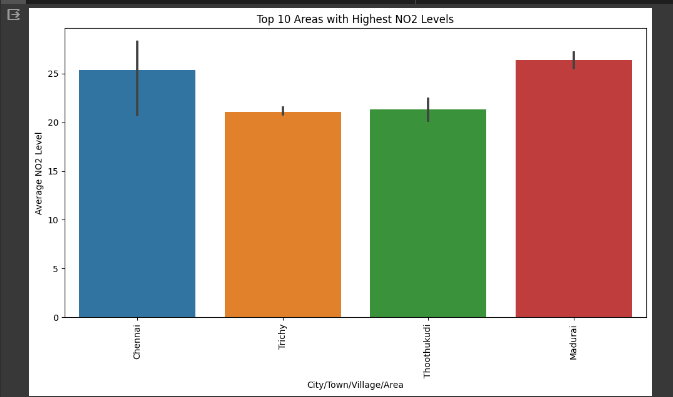 Top 10 Areas with Highest NO2 Levels
Average NO2 Level
25
20
15
10
5
0
Chennai
Trichy
Thoothukudi
Madurai
City/Town/Village/Area